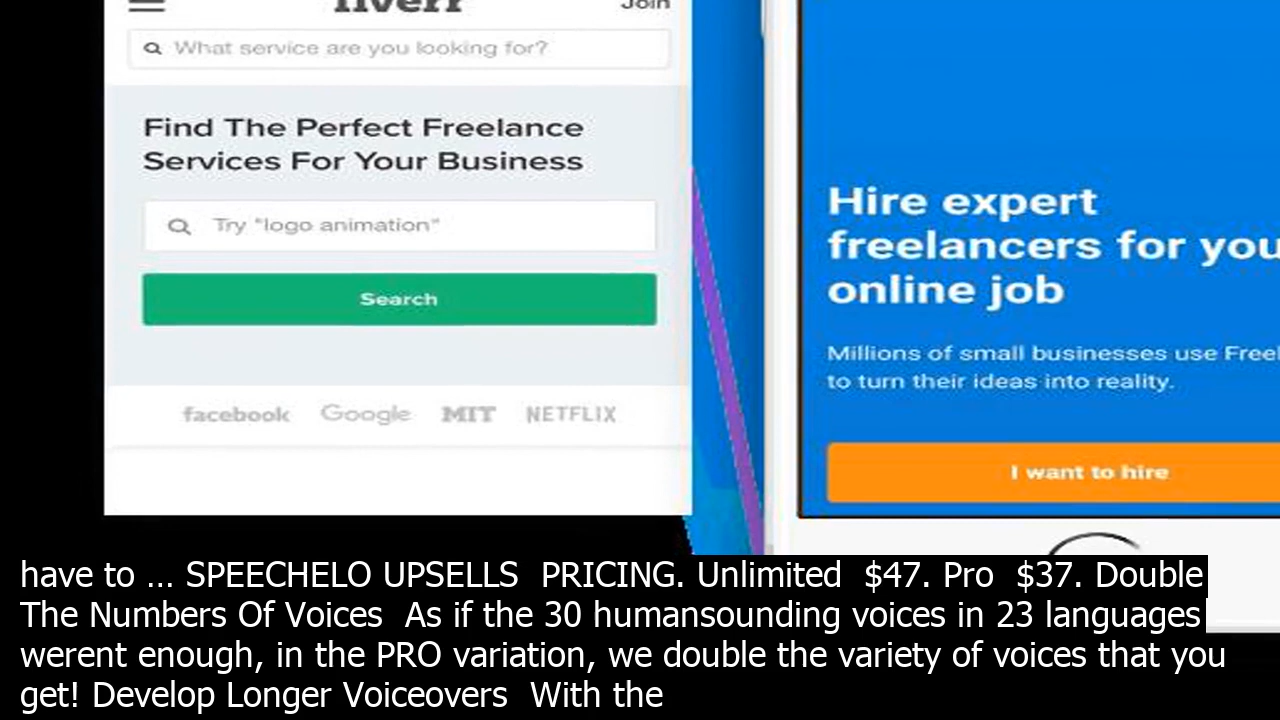 fiverr
Join
What service are you looking for?
Find The Perfect Freelance
Services For Your Business
Try "logo animation"
Search
facebook Google MIT NETFLIX
Hire expert
freelancers for you
online job
Millions of small businesses use Freel
to turn their ideas into reality.
I want to hire
have to ... SPEECHELO UPSELLS PRICING. Unlimited $47. Pro $37. Double
The Numbers Of Voices As if the 30 humansounding voices in 23 languages
werent enough, in the PRO variation, we double the variety of voices that you
get! Develop Longer Voiceovers With the